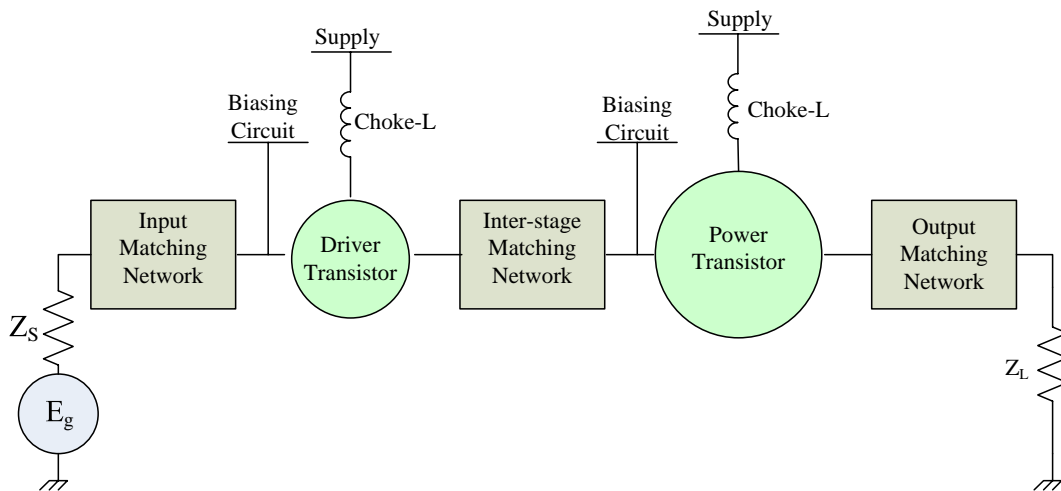 Supply
Supply
Biasing
Circuit
Choke-L
Biasing
Circuit
Choke-L
Input
Matching
Network
Driver
Transistor
Inter-stage
Matching
Network
Power
Transistor
Output
Matching
Network
Z_S
E_g
Z_L